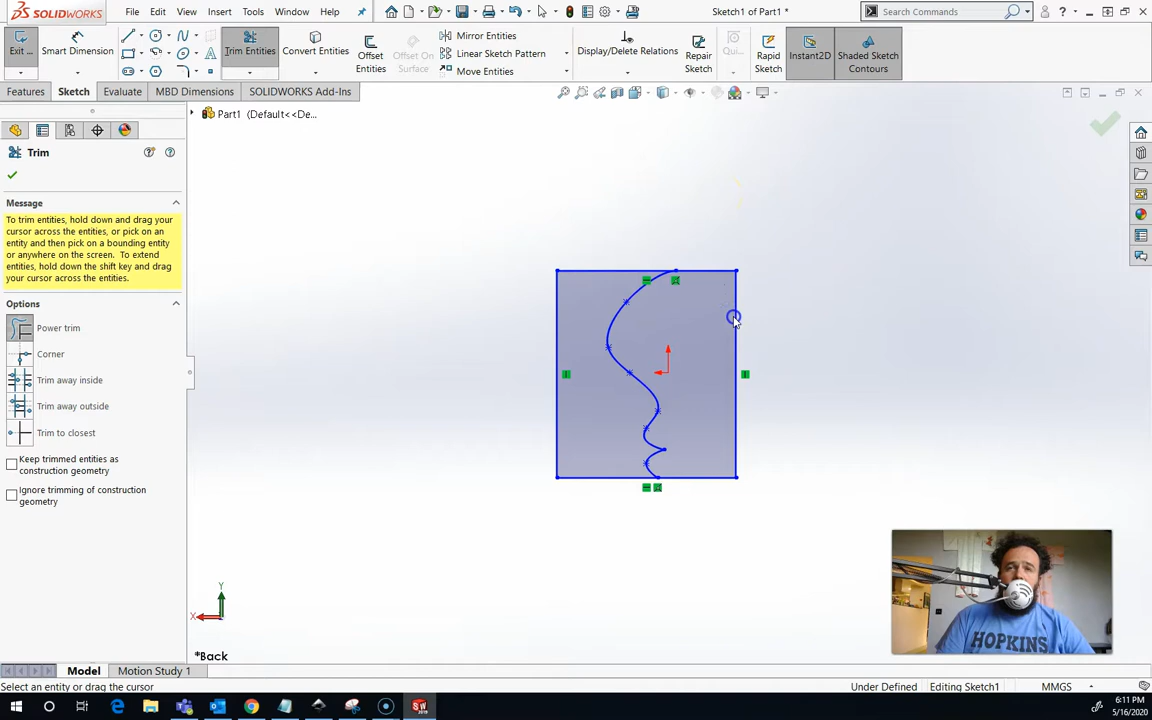 SOLIDWORKS File Edit View Insert Tools Window Help Sketch1 of Part1 * Search Commands
Exit ... Smart Dimension Trim Entities Convert Entities Offset Entities Offset On Surface Mirror Entities Linear Sketch Pattern Move Entities Display/Delete Relations Repair Sketch Qui... Rapid Sketch Instant2D Shaded Sketch Contours
Features Sketch Evaluate MBD Dimensions SOLIDWORKS Add-Ins
Part1 (Default<<De...
Trim
Message
To trim entities, hold down and drag your
cursor across the entities, or pick on an
entity and then pick on a bounding entity
or anywhere on the screen. To extend
entities, hold down the shift key and drag
your cursor across the entities.
Options
Power trim
Corner
Trim away inside
Trim away outside
Trim to closest
Keep trimmed entities as
construction geometry
Ignore trimming of construction
geometry
Y
X
*Back
HOPKINS
Model Motion Study 1
Select an entity or drag the cursor Under Defined Editing Sketch1 MMGS
6:11 PM
5/16/2020